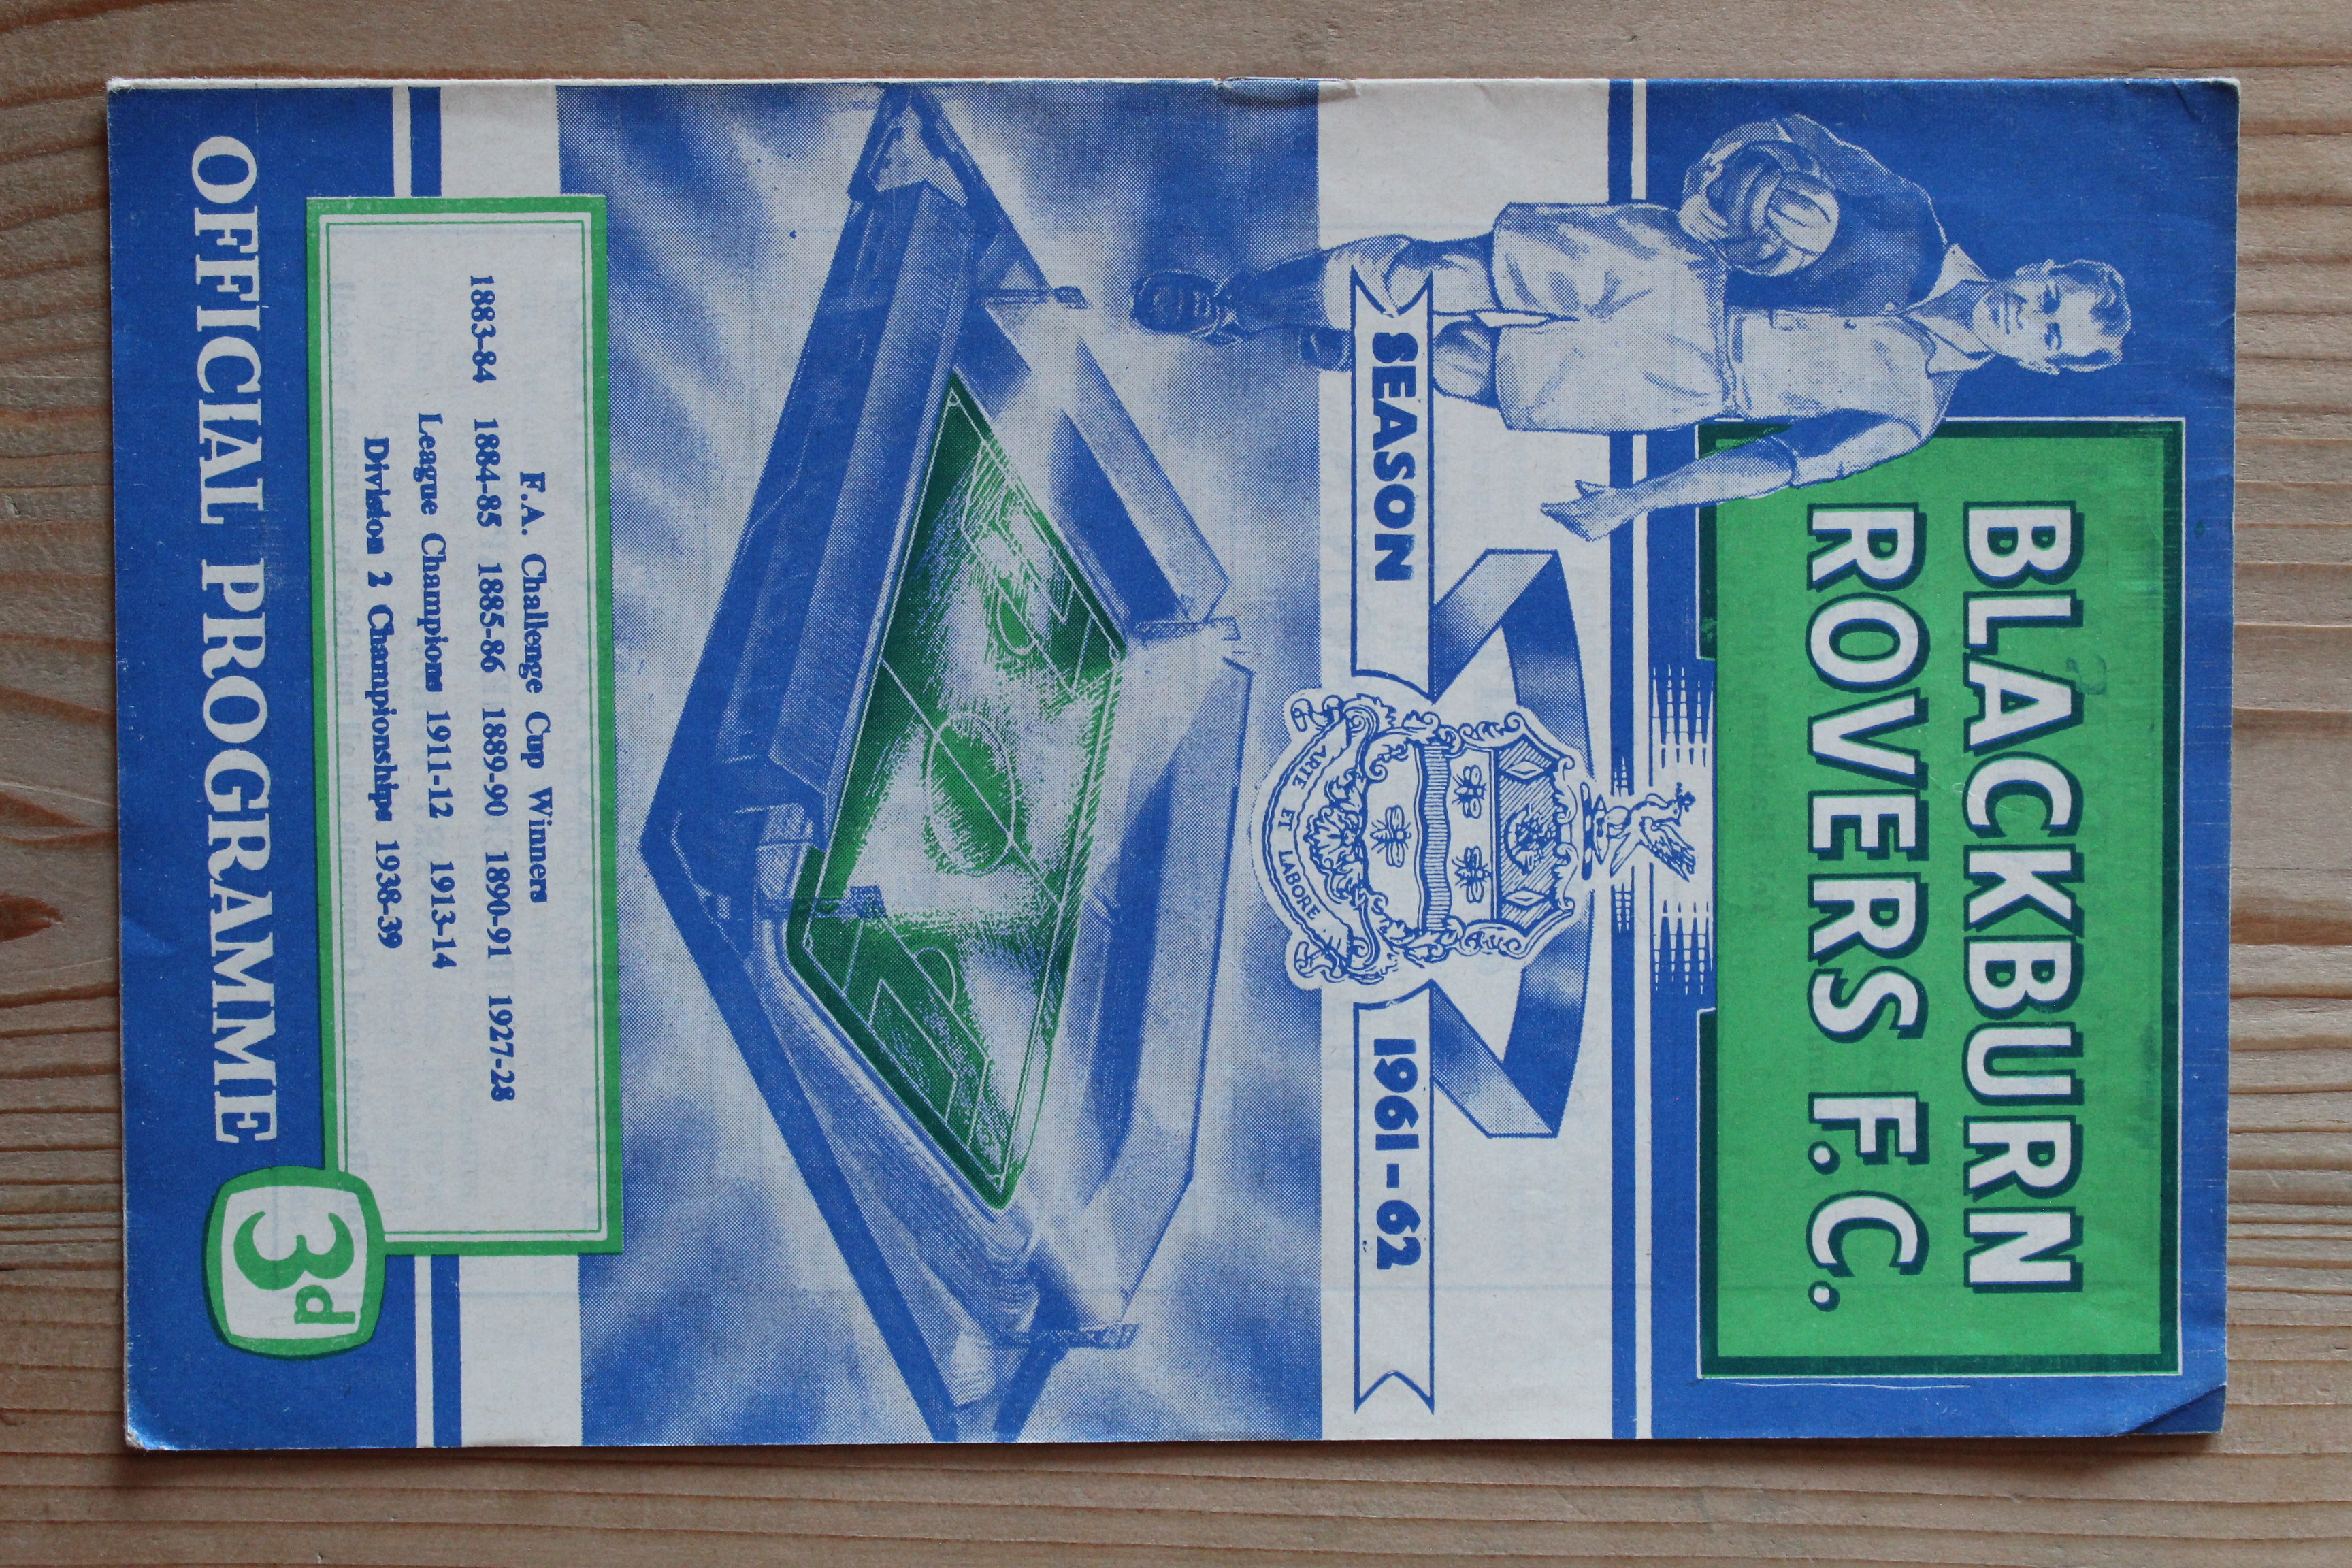 BLACKBURN
ROVERS F.C.
SEASON 1961-62
ARTE ET LABORE
F.A. Challenge Cup Winners
1883-84 1884-85 1885-86 1889-90 1890-91 1927-28
League Champions 1911-12 1913-14
Division 2 Championships 1938-39
OFFICIAL PROGRAMME
3d